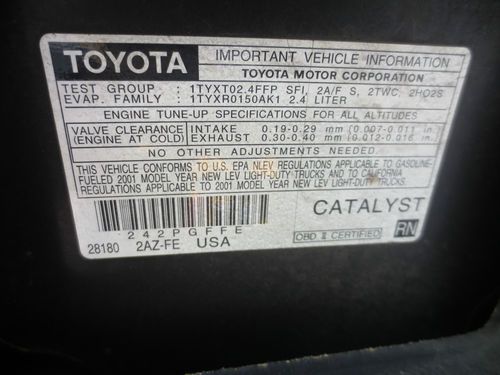 TOYOTA
IMPORTANT VEHICLE INFORMATION
TOYOTA MOTOR CORPORATION
TEST GROUP : 1TYXT02.4FFP SFI, 2A/F S, 2TWC, 2HO2S
EVAP. FAMILY : 1TYXR0150AK1 2.4 LITER
ENGINE TUNE-UP SPECIFICATIONS FOR ALL ALTITUDES
VALVE CLEARANCE INTAKE 0.19-0.29 mm (0.007-0.011 in.)
(ENGINE AT COLD) EXHAUST 0.30-0.40 mm (0.012-0.016 in.)
NO OTHER ADJUSTMENTS NEEDED
THIS VEHICLE CONFORMS TO U.S. EPA NLEV REGULATIONS APPLICABLE TO GASOLINE-
FUELED 2001 MODEL YEAR NEW LEV LIGHT-DUTY TRUCKS AND TO CALIFORNIA
REGULATIONS APPLICABLE TO 2001 MODEL YEAR NEW LEV LIGHT-DUTY TRUCKS.
242PGFFE
CATALYST
28180 2AZ-FE USA
OBD II CERTIFIED RN